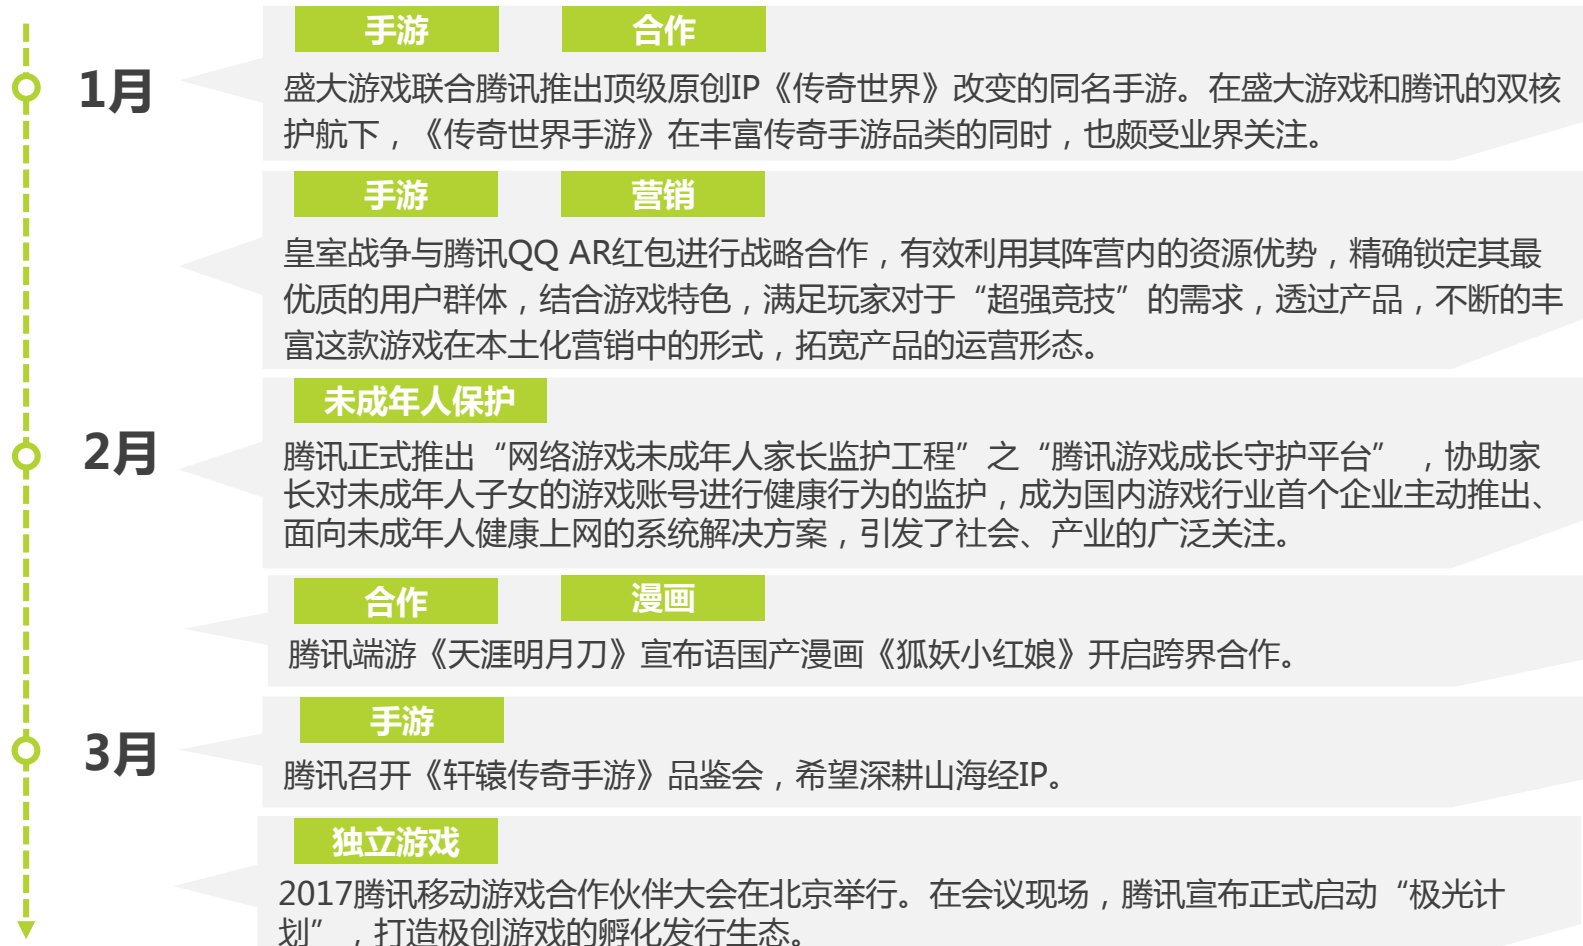 手游 合作
1月
盛大游戏联合腾讯推出顶级原创IP《传奇世界》改变的同名手游。在盛大游戏和腾讯的双核
护航下，《传奇世界手游》在丰富传奇手游品类的同时，也颇受业界关注。
手游 营销
皇室战争与腾讯QQ AR红包进行战略合作，有效利用其阵营内的资源优势，精确锁定其最
优质的用户群体，结合游戏特色，满足玩家对于“超强竞技”的需求，透过产品，不断的丰
富这款游戏在本土化营销中的形式，拓宽产品的运营形态。
未成年人保护
2月
腾讯正式推出“网络游戏未成年人家长监护工程”之“腾讯游戏成长守护平台”，协助家
长对未成年人子女的游戏账号进行健康行为的监护，成为国内游戏行业首个企业主动推出、
面向未成年人健康上网的系统解决方案，引发了社会、产业的广泛关注。
合作 漫画
腾讯端游《天涯明月刀》宣布语国产漫画《狐妖小红娘》开启跨界合作。
手游
3月
腾讯召开《轩辕传奇手游》品鉴会，希望深耕山海经IP。
独立游戏
2017腾讯移动游戏合作伙伴大会在北京举行。在会议现场，腾讯宣布正式启动“极光计
划”，打造极创游戏的孵化发行生态。